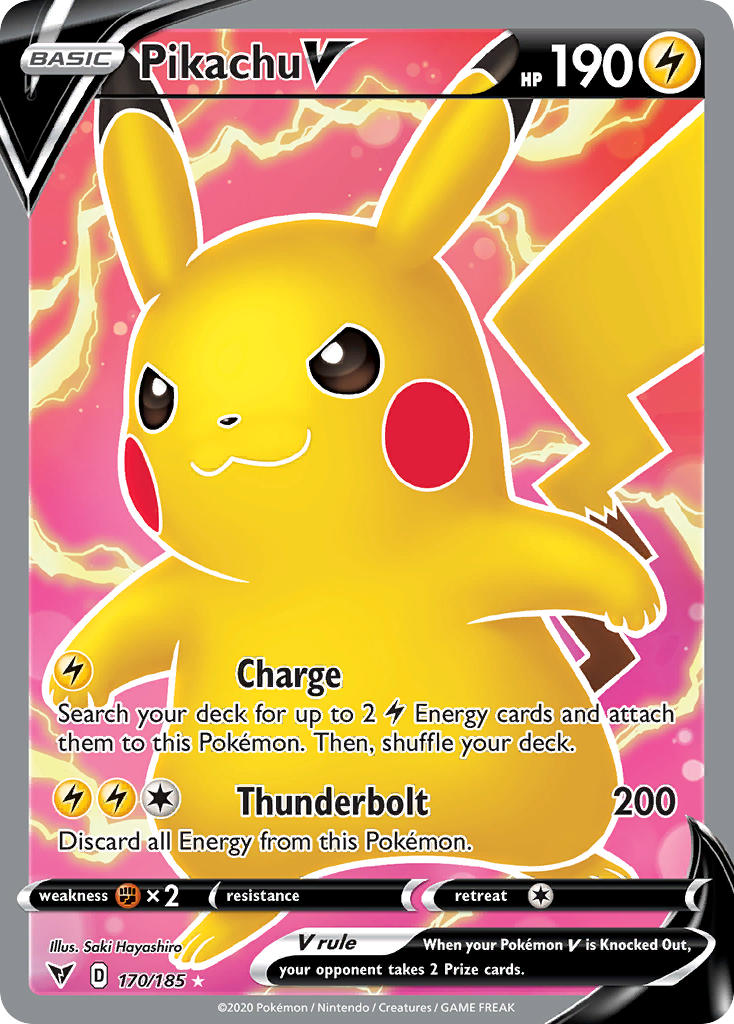 BASIC Pikachu V HP 190
Charge
Search your deck for up to 2 Energy cards and attach
them to this Pokémon. Then, shuffle your deck.
Thunderbolt 200
Discard all Energy from this Pokémon.
weakness ×2 resistance retreat
Illus. Saki Hayashiro
V rule When your Pokémon V is Knocked Out,
your opponent takes 2 Prize cards.
D 170/185
©2020 Pokémon / Nintendo / Creatures / GAME FREAK